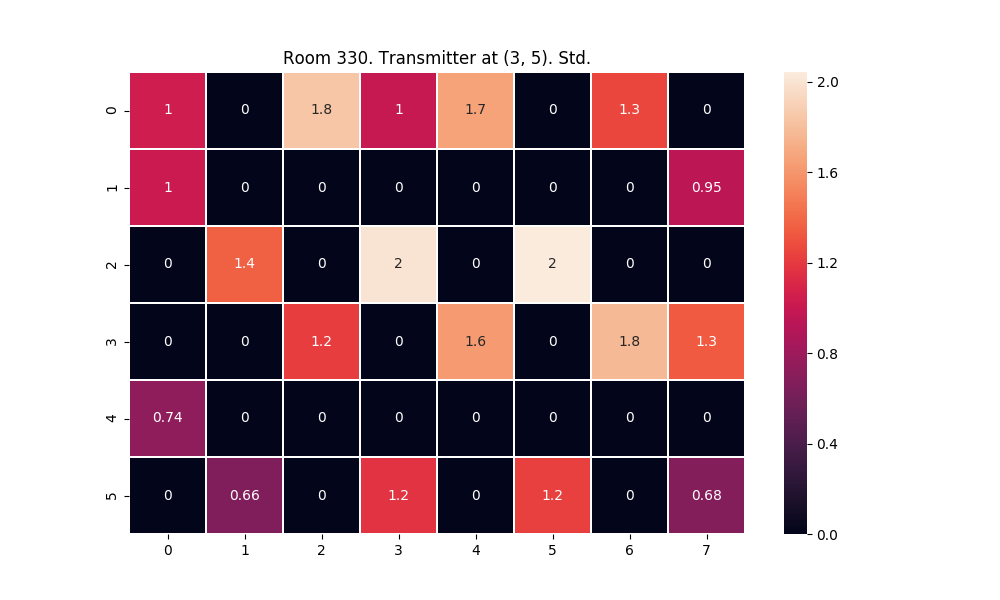 Room 330. Transmitter at (3, 5). Std.
0 1 0 1.8 1 1.7 0 1.3 0
1 1 0 0 0 0 0 0 0.95
2 0 1.4 0 2 0 2 0 0
3 0 0 1.2 0 1.6 0 1.8 1.3
4 0.74 0 0 0 0 0 0 0
5 0 0.66 0 1.2 0 1.2 0 0.68
0 1 2 3 4 5 6 7
2.0
1.6
1.2
0.8
0.4
0.0